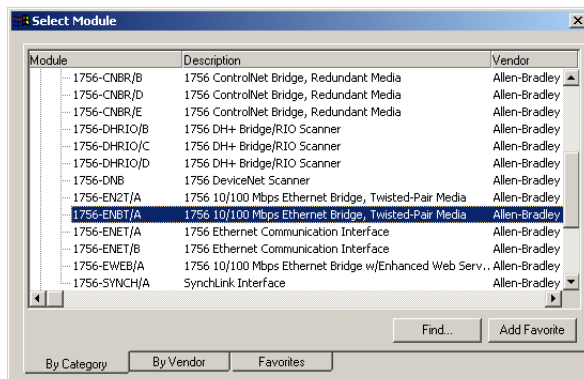 Select Module
Module Description Vendor
1756-CNBR/B 1756 ControlNet Bridge, Redundant Media Allen-Bradley
1756-CNBR/D 1756 ControlNet Bridge, Redundant Media Allen-Bradley
1756-CNBR/E 1756 ControlNet Bridge, Redundant Media Allen-Bradley
1756-DHRIO/B 1756 DH+ Bridge/RIO Scanner Allen-Bradley
1756-DHRIO/C 1756 DH+ Bridge/RIO Scanner Allen-Bradley
1756-DHRIO/D 1756 DH+ Bridge/RIO Scanner Allen-Bradley
1756-DNB 1756 DeviceNet Scanner Allen-Bradley
1756-EN2T/A 1756 10/100 Mbps Ethernet Bridge, Twisted-Pair Media Allen-Bradley
1756-ENBT/A 1756 10/100 Mbps Ethernet Bridge, Twisted-Pair Media Allen-Bradley
1756-ENET/A 1756 Ethernet Communication Interface Allen-Bradley
1756-ENET/B 1756 Ethernet Communication Interface Allen-Bradley
1756-EWEB/A 1756 10/100 Mbps Ethernet Bridge w/Enhanced Web Serv... Allen-Bradley
1756-SYNCH/A SynchLink Interface Allen-Bradley
Find... Add Favorite
By Category By Vendor Favorites